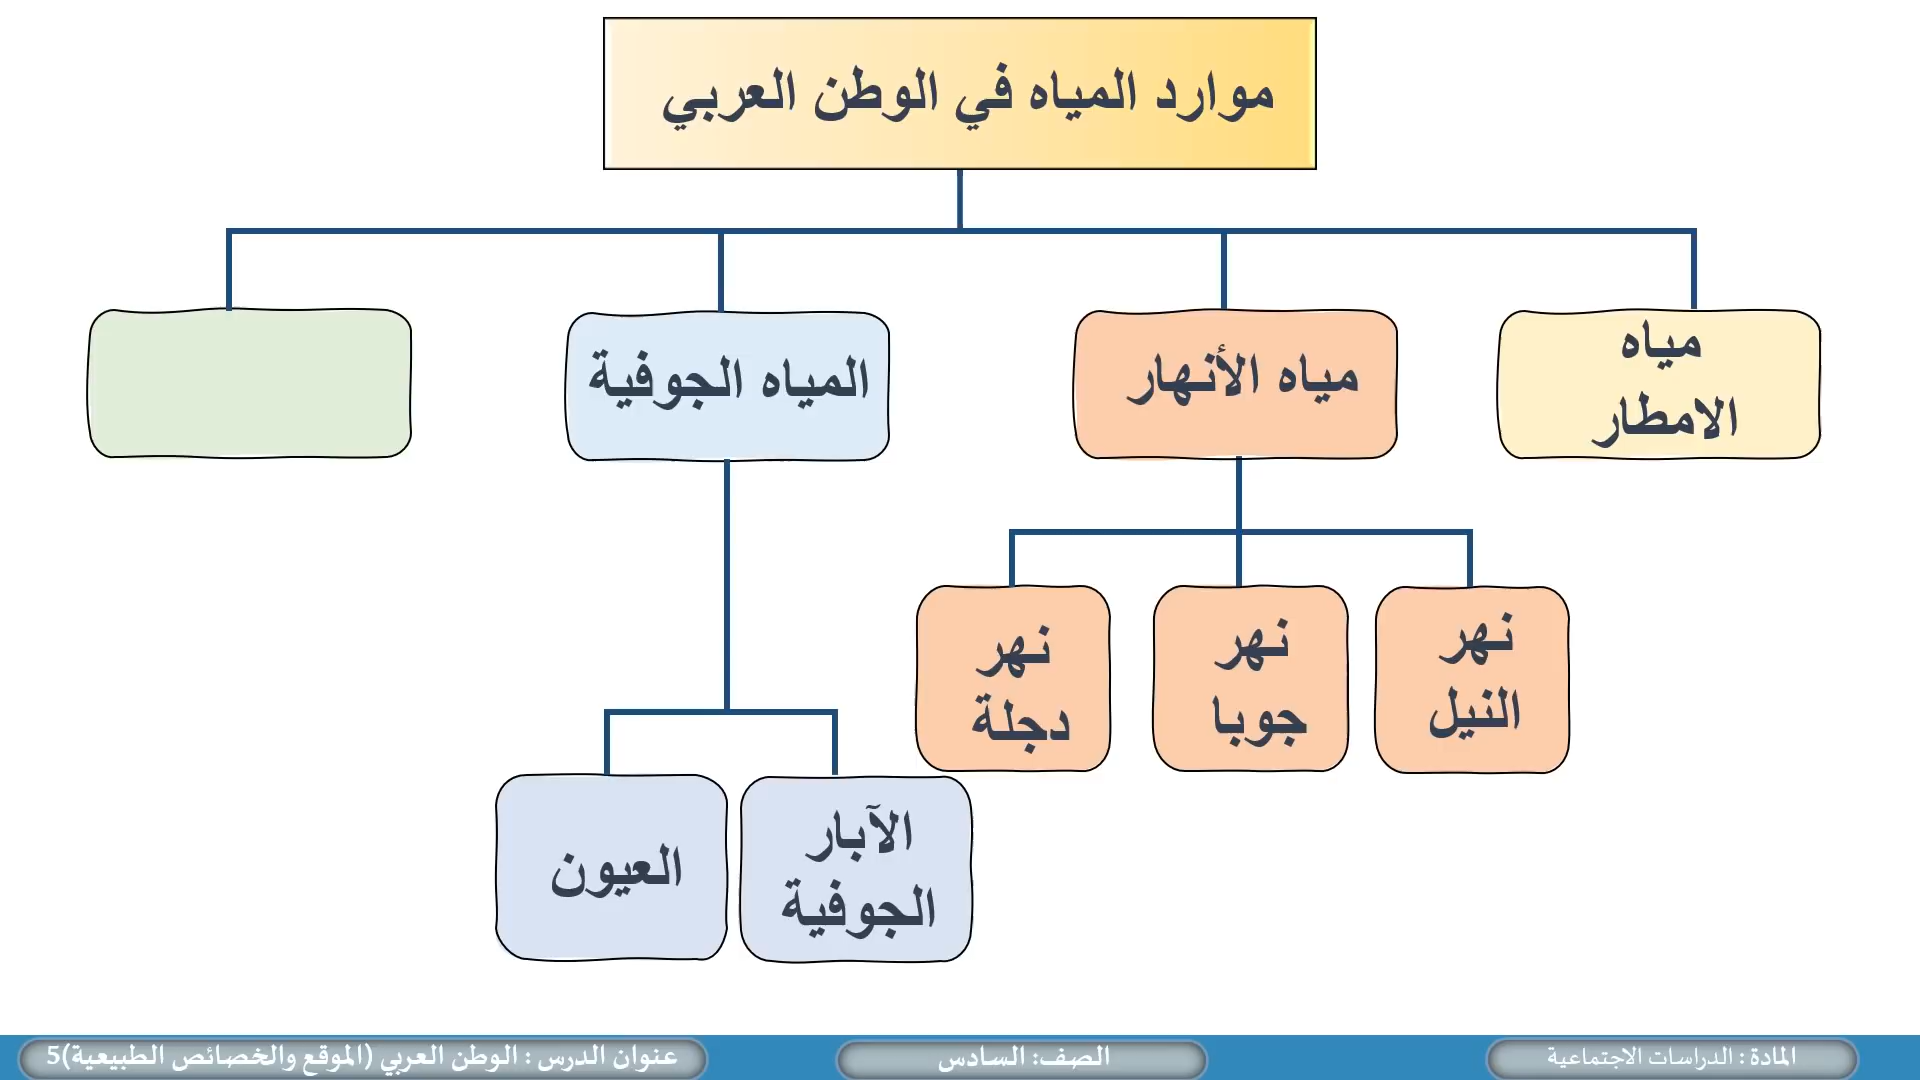 موارد المياه في الوطن العربي
مياه
الامطار
مياه الأنهار
المياه الجوفية
نهر
النيل
نهر
جوبا
نهر
دجلة
الآبار
الجوفية
العيون
المادة : الدراسات الاجتماعية
الصف: السادس
عنوان الدرس : الوطن العربي (الموقع والخصائص الطبيعية)5